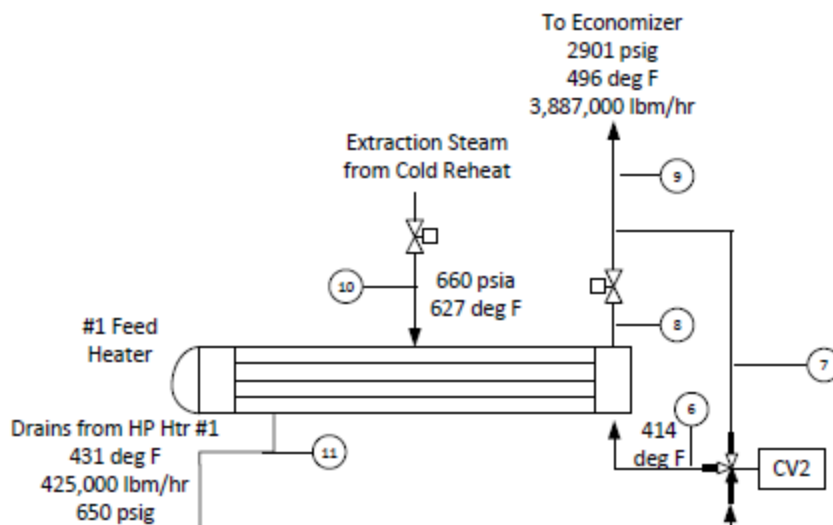 To Economizer
2901 psig
496 deg F
3,887,000 lbm/hr
Extraction Steam
from Cold Reheat
9
10
660 psia
627 deg F
#1 Feed
Heater
8
7
6
Drains from HP Htr #1
431 deg F
425,000 lbm/hr
650 psig
11
414
deg F
CV2